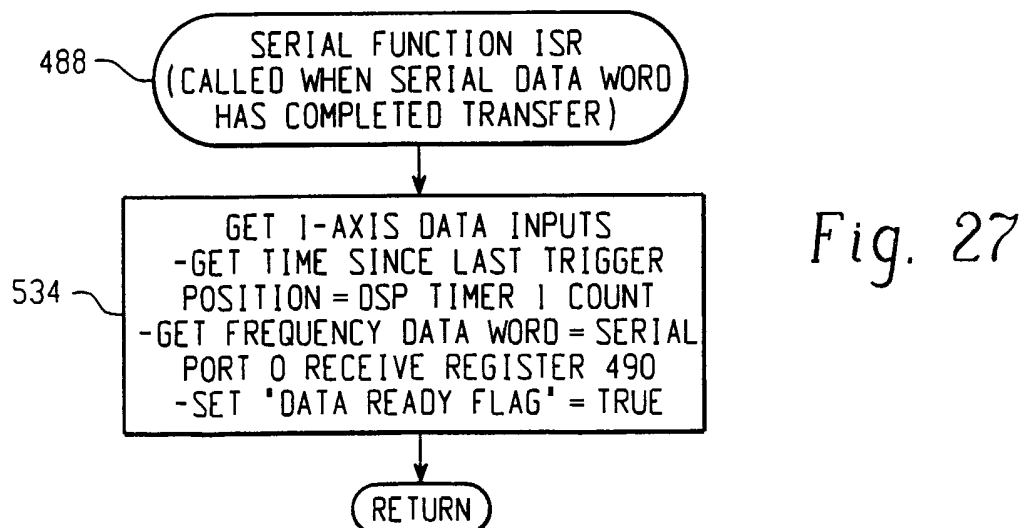 488
SERIAL FUNCTION ISR
(CALLED WHEN SERIAL DATA WORD
HAS COMPLETED TRANSFER)
534
GET 1-AXIS DATA INPUTS
-GET TIME SINCE LAST TRIGGER
POSITION = DSP TIMER 1 COUNT
-GET FREQUENCY DATA WORD = SERIAL
PORT 0 RECEIVE REGISTER 490
-SET "DATA READY FLAG" = TRUE
RETURN
Fig. 27